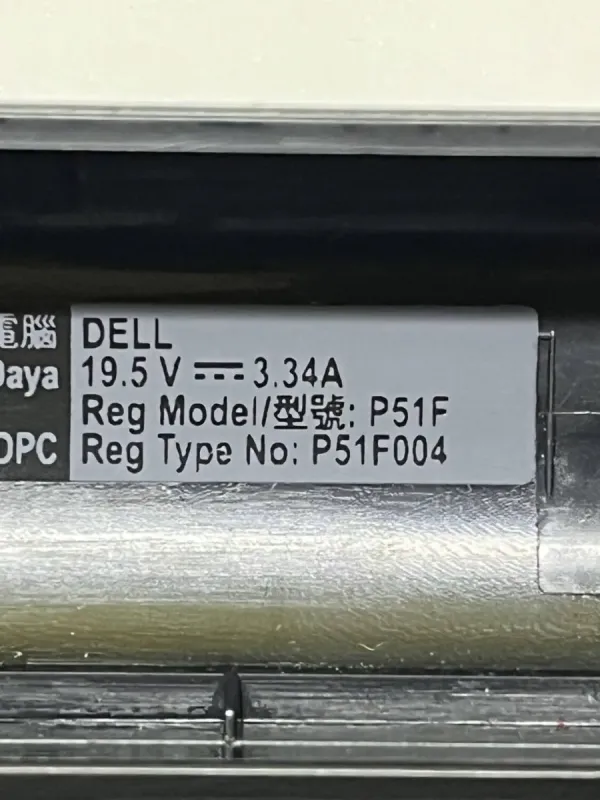 電腦 DELL
Daya 19.5 V ⎓ 3.34A
Reg Model/型號: P51F
DPC Reg Type No: P51F004